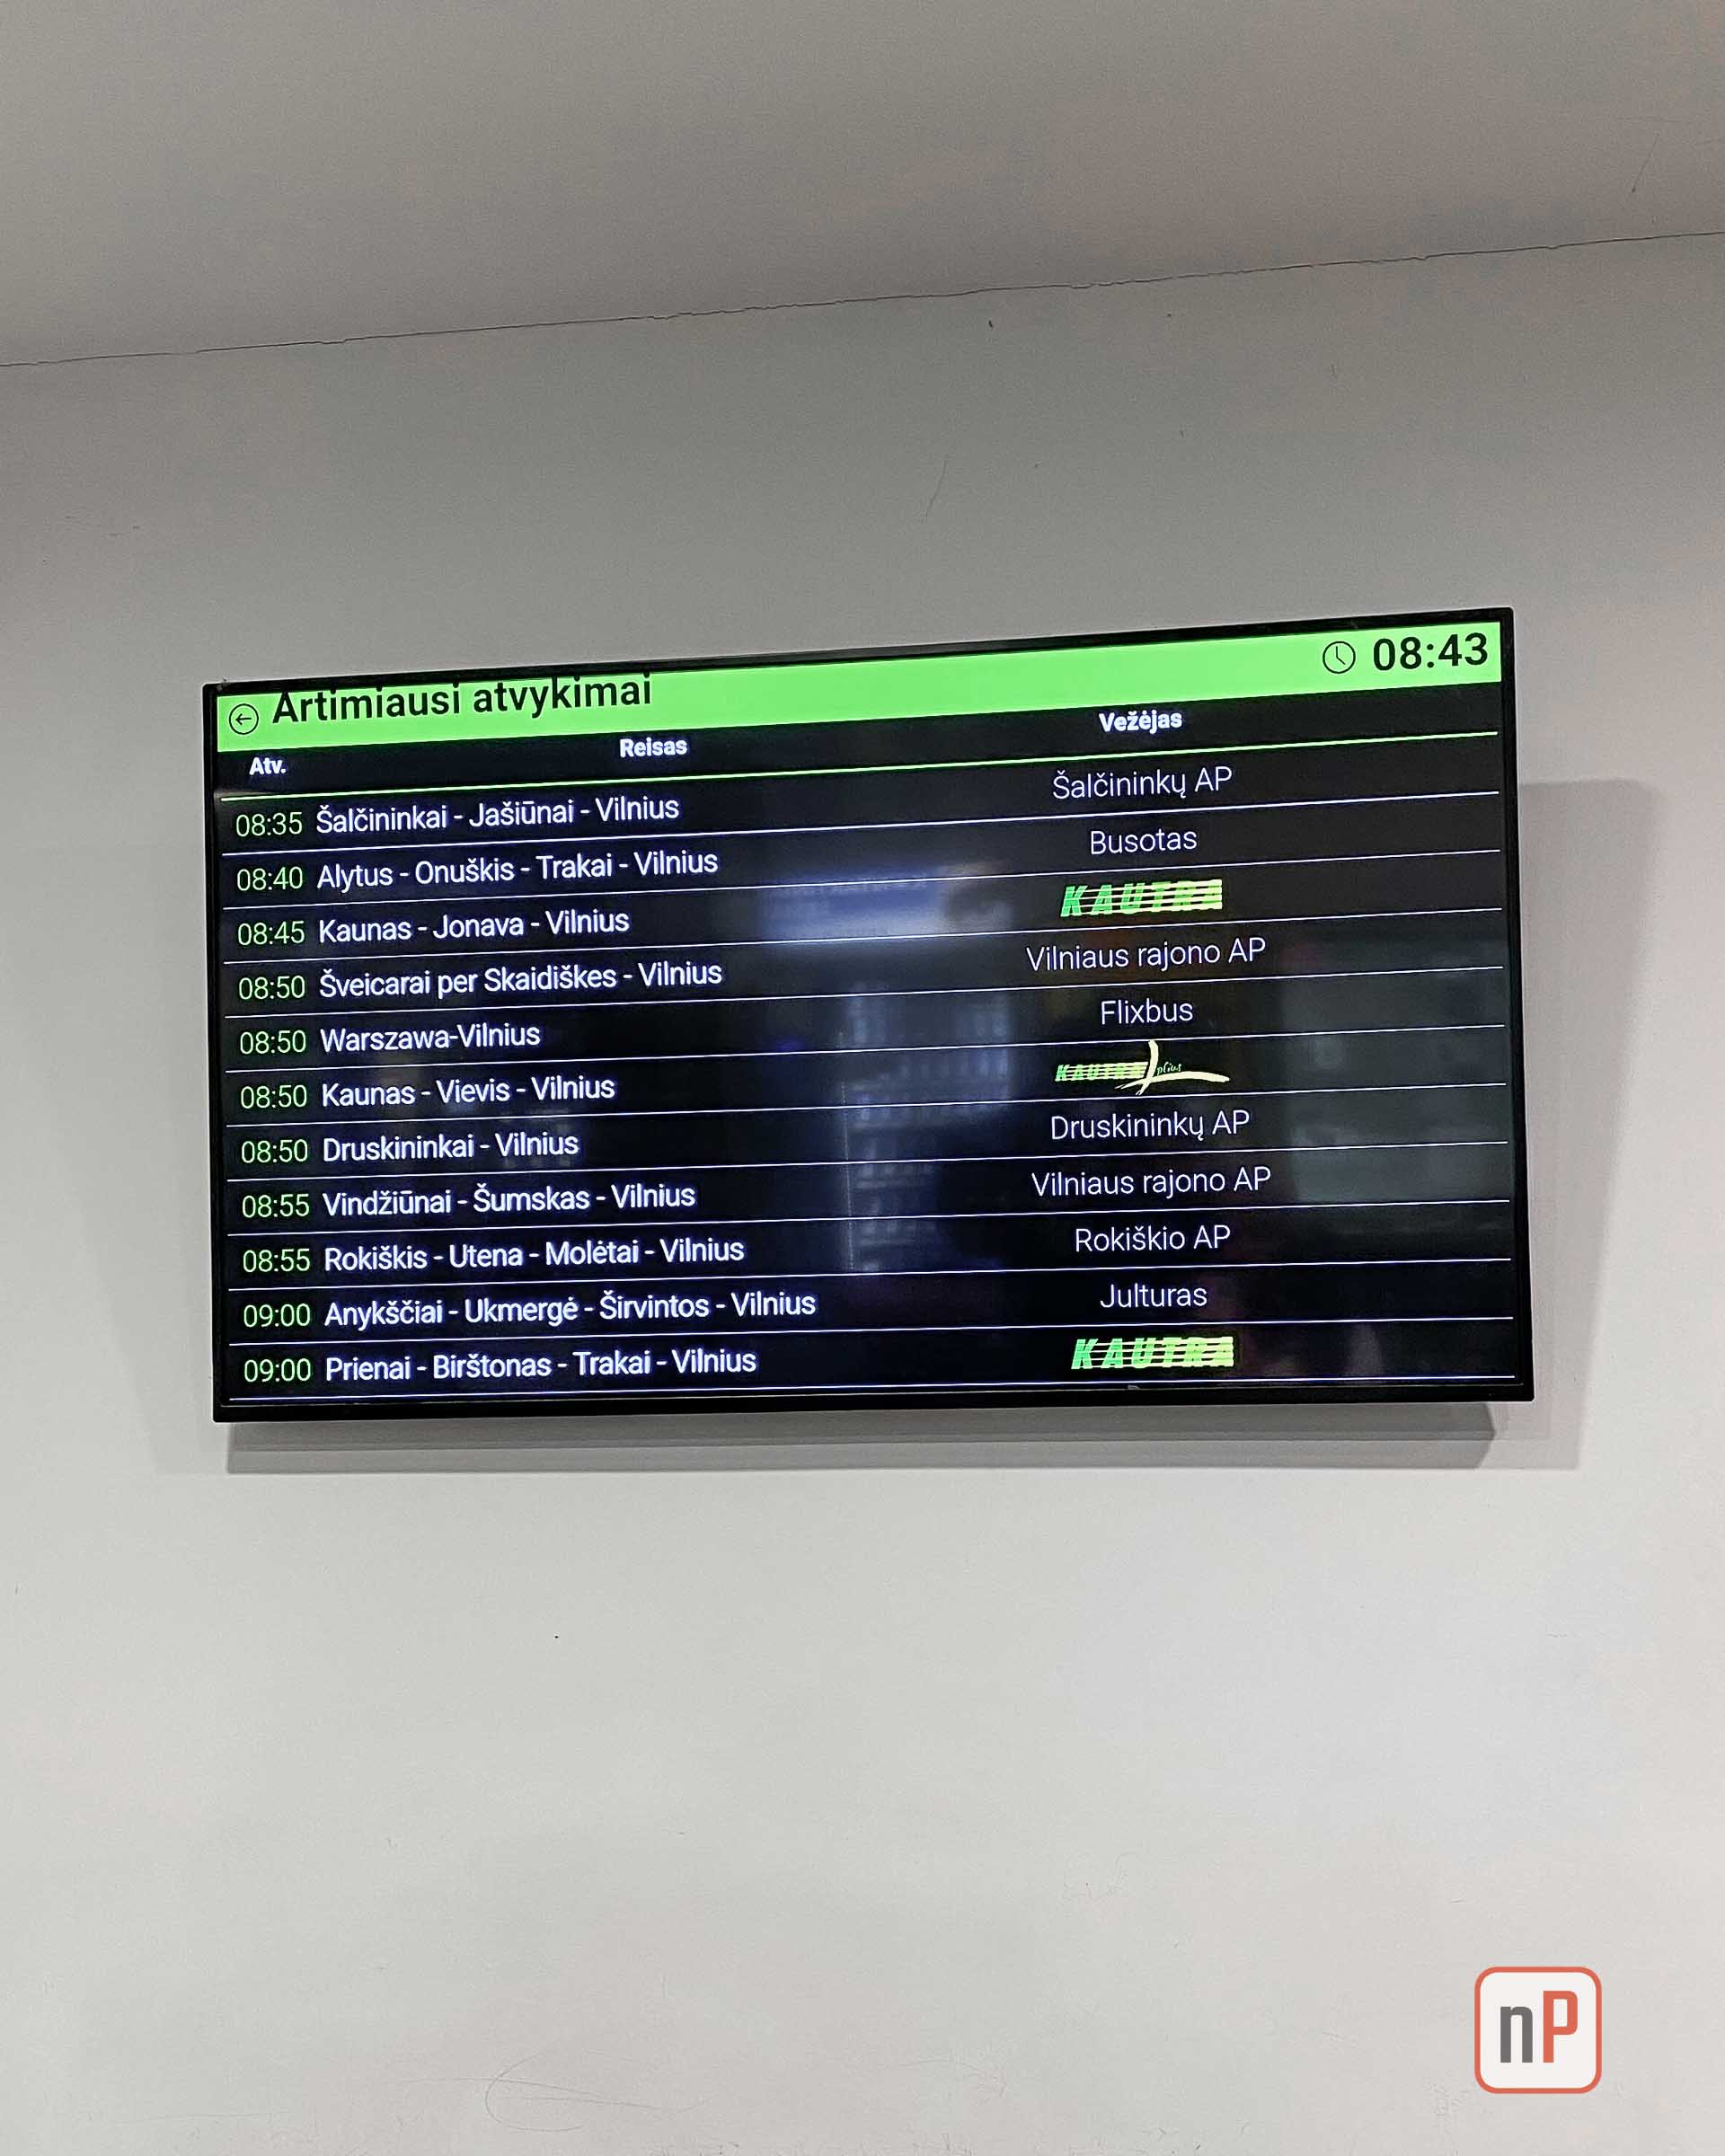 Artimiausi atvykimai 08:43
Atv. Reisas Vežėjas
08:35 Šalčininkai - Jašiūnai - Vilnius Šalčininkų AP
08:40 Alytus - Onuškis - Trakai - Vilnius Busotas
08:45 Kaunas - Jonava - Vilnius KAUTRA
08:50 Šveicarai per Skaidiškes - Vilnius Vilniaus rajono AP
08:50 Warszawa-Vilnius Flixbus
08:50 Kaunas - Vievis - Vilnius KAUTRA plius
08:50 Druskininkai - Vilnius Druskininkų AP
08:55 Vindžiūnai - Šumskas - Vilnius Vilniaus rajono AP
08:55 Rokiškis - Utena - Molėtai - Vilnius Rokiškio AP
09:00 Anykščiai - Ukmergė - Širvintos - Vilnius Julturas
09:00 Prienai - Birštonas - Trakai - Vilnius KAUTRA
nP